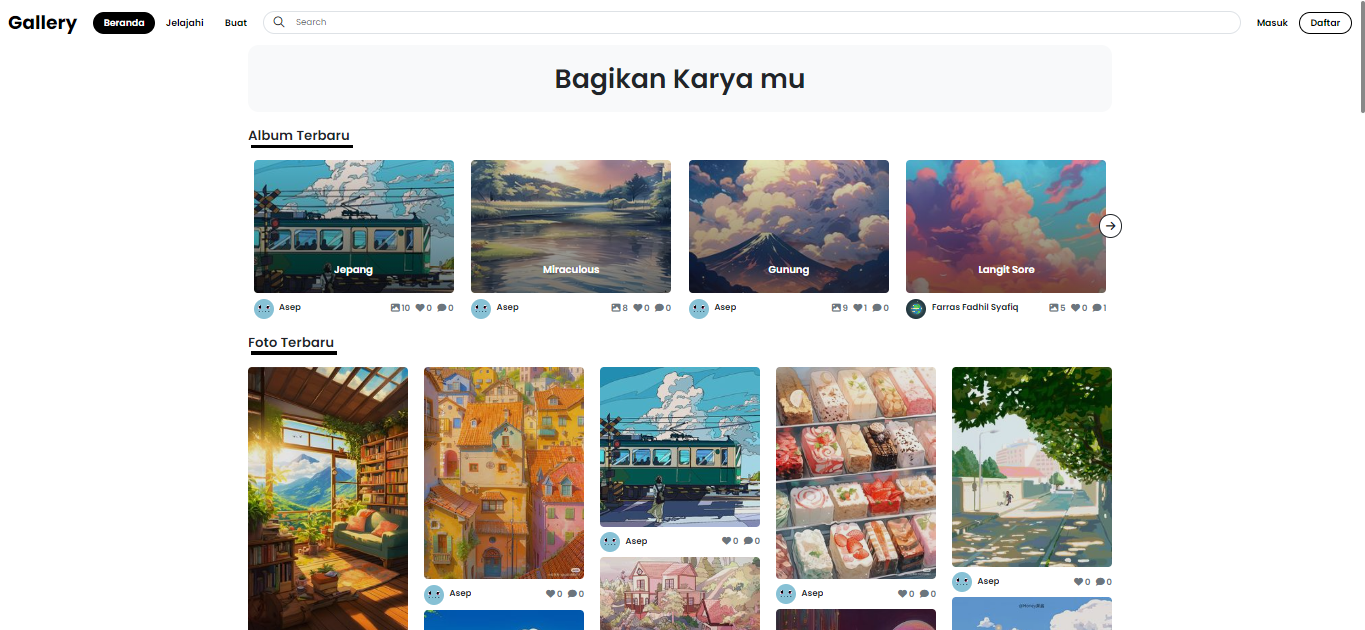 Gallery Beranda Jelajahi Buat Search Masuk Daftar
Bagikan Karya mu
Album Terbaru
Jepang Miraculous Gunung Langit Sore
Asep 10 0 0 Asep 8 0 0 Asep 9 1 0 Farras Fadhil Syafiq 5 0 1
Foto Terbaru
Asep 0 0
Asep 0 0
Asep 0 0 Asep 0 0